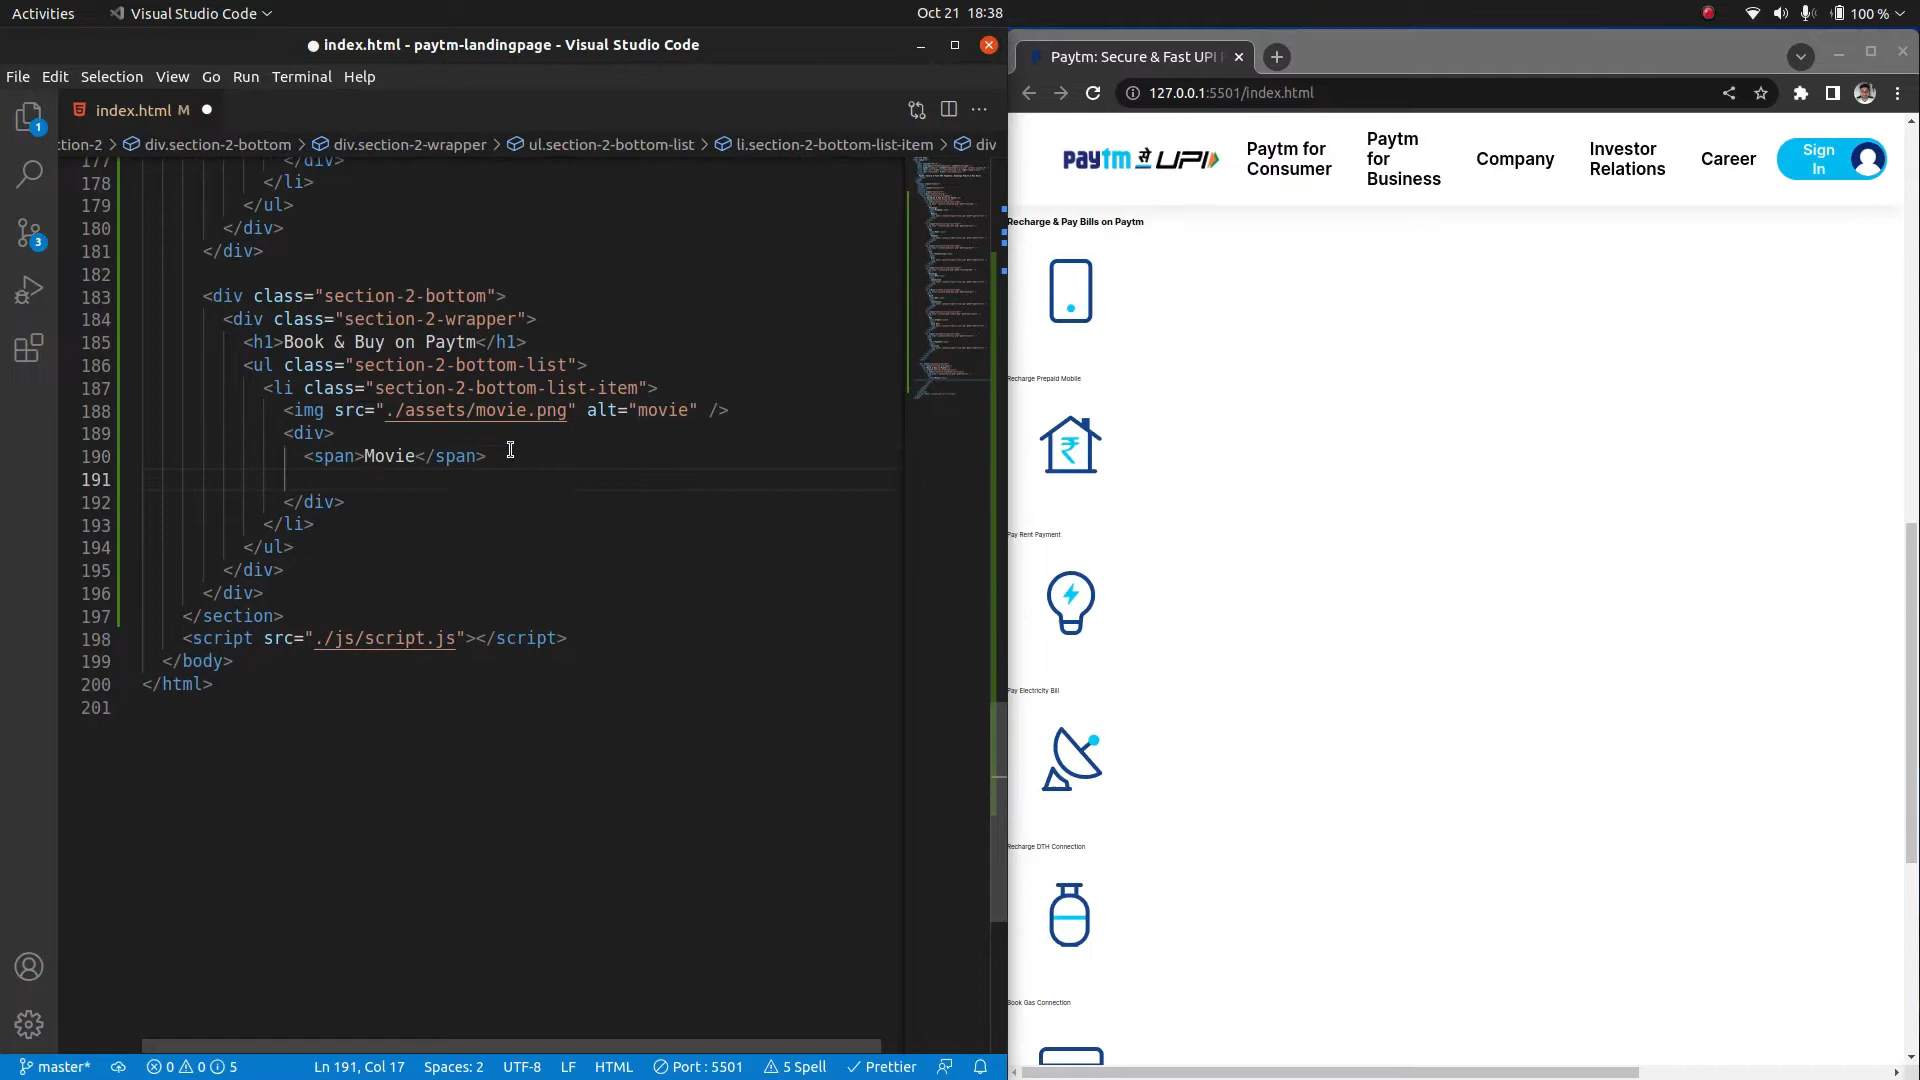 Activities
Visual Studio Code
Oct 21 18:38
100 %
index.html - paytm-landingpage - Visual Studio Code
File Edit Selection View Go Run Terminal Help
index.html M
ction-2 > div.section-2-bottom > div.section-2-wrapper > ul.section-2-bottom-list > li.section-2-bottom-list-item > div
177 </div>
178 </li>
179 </ul>
180 </div>
181 </div>
182
183 <div class="section-2-bottom">
184 <div class="section-2-wrapper">
185 <h1>Book & Buy on Paytm</h1>
186 <ul class="section-2-bottom-list">
187 <li class="section-2-bottom-list-item">
188 <img src="./assets/movie.png" alt="movie" />
189 <div>
190 <span>Movie</span>
191
192 </div>
193 </li>
194 </ul>
195 </div>
196 </div>
197 </section>
198 <script src="./js/script.js"></script>
199 </body>
200 </html>
201
1
3
master* 0 0 5 Ln 191, Col 17 Spaces: 2 UTF-8 LF HTML Port : 5501 5 Spell Prettier
Paytm: Secure & Fast UPI P
127.0.0.1:5501/index.html
paytm से UPI
Paytm for
Consumer
Paytm
for
Business
Company
Investor
Relations
Career
Sign
In
Recharge & Pay Bills on Paytm
Recharge Prepaid Mobile
₹
Pay Rent Payment
Pay Electricity Bill
Recharge DTH Connection
Book Gas Connection